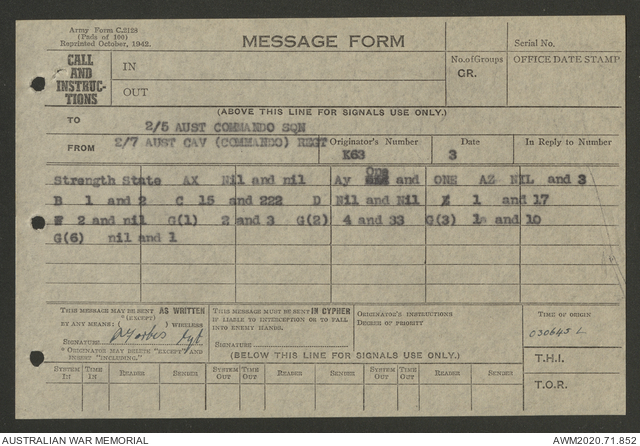 Army Form C.2128
(Pads of 100)
Reprinted October, 1942.
MESSAGE FORM
Serial No.
CALL
AND
INSTRUC-
TIONS
IN
OUT
No. of Groups
GR.
OFFICE DATE STAMP
(ABOVE THIS LINE FOR SIGNALS USE ONLY.)
TO 2/5 AUST COMMANDO SQN
FROM 2/7 AUST CAV (COMMANDO) REGT
Originator's Number
K63
Date
3
In Reply to Number
Strength State AX Nil and nil Ay One and ONE AZ NIL and 3
B 1 and 2 C 15 and 222 D Nil and Nil 1 and 17
F 2 and nil G(1) 2 and 3 G(2) 4 and 33 G(3) 1 and 10
G(6) nil and 1
THIS MESSAGE MAY BE SENT AS WRITTEN
*(EXCEPT)
BY ANY MEANS: ( ) WIRELESS
SIGNATURE Forbes
*ORIGINATOR MAY DELETE "EXCEPT" AND
INSERT "INCLUDING."
THIS MESSAGE MUST BE SENT IN CYPHER
IF LIABLE TO INTERCEPTION OR TO FALL
INTO ENEMY HANDS.
SIGNATURE
ORIGINATOR'S INSTRUCTIONS
DEGREE OF PRIORITY
TIME OF ORIGIN
030645 L
T.H.I.
T.O.R.
(BELOW THIS LINE FOR SIGNALS USE ONLY.)
SYSTEM IN TIME IN READER SENDER SYSTEM OUT TIME OUT READER SENDER SYSTEM OUT TIME OUT READER SENDER
AUSTRALIAN WAR MEMORIAL
AWM2020.71.852